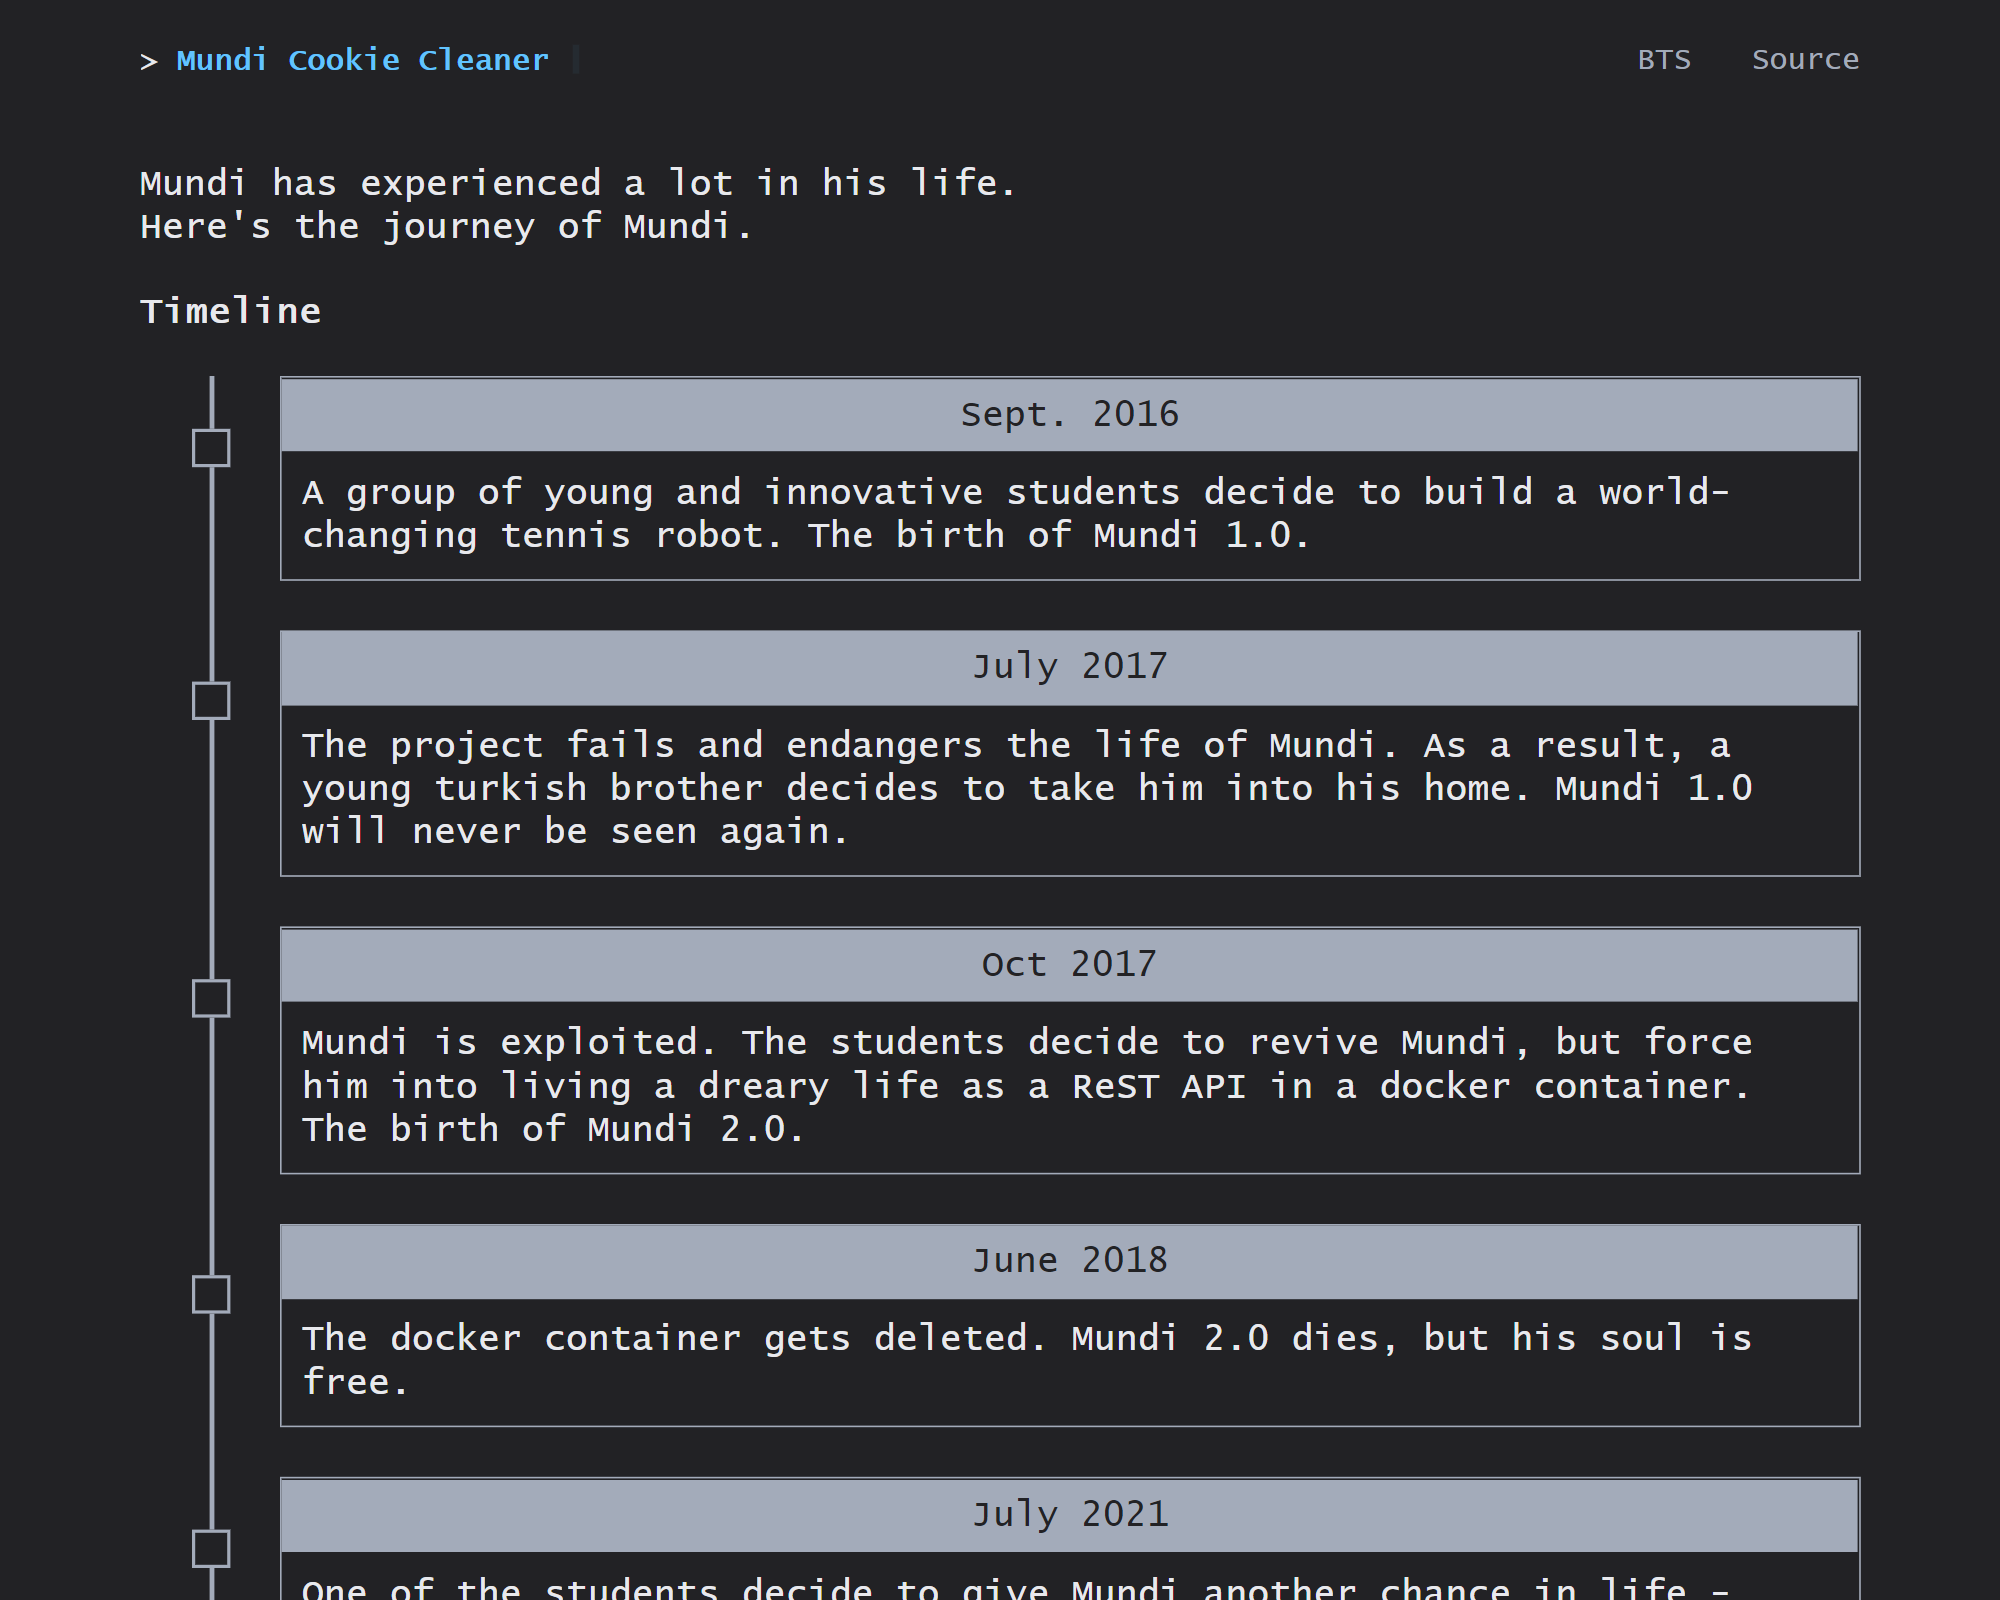 > Mundi Cookie Cleaner
BTS Source
Mundi has experienced a lot in his life.
Here's the journey of Mundi.
Timeline
Sept. 2016
A group of young and innovative students decide to build a world-
changing tennis robot. The birth of Mundi 1.0.
July 2017
The project fails and endangers the life of Mundi. As a result, a
young turkish brother decides to take him into his home. Mundi 1.0
will never be seen again.
Oct 2017
Mundi is exploited. The students decide to revive Mundi, but force
him into living a dreary life as a ReST API in a docker container.
The birth of Mundi 2.0.
June 2018
The docker container gets deleted. Mundi 2.0 dies, but his soul is
free.
July 2021
One of the students decide to give Mundi another chance in life -